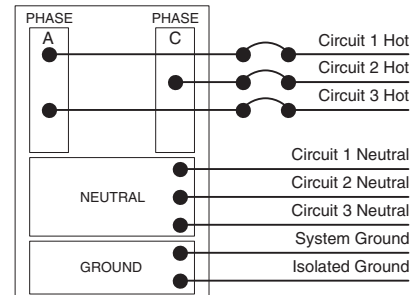 PHASE PHASE
A C
Circuit 1 Hot
Circuit 2 Hot
Circuit 3 Hot
Circuit 1 Neutral
NEUTRAL
Circuit 2 Neutral
Circuit 3 Neutral
System Ground
GROUND
Isolated Ground